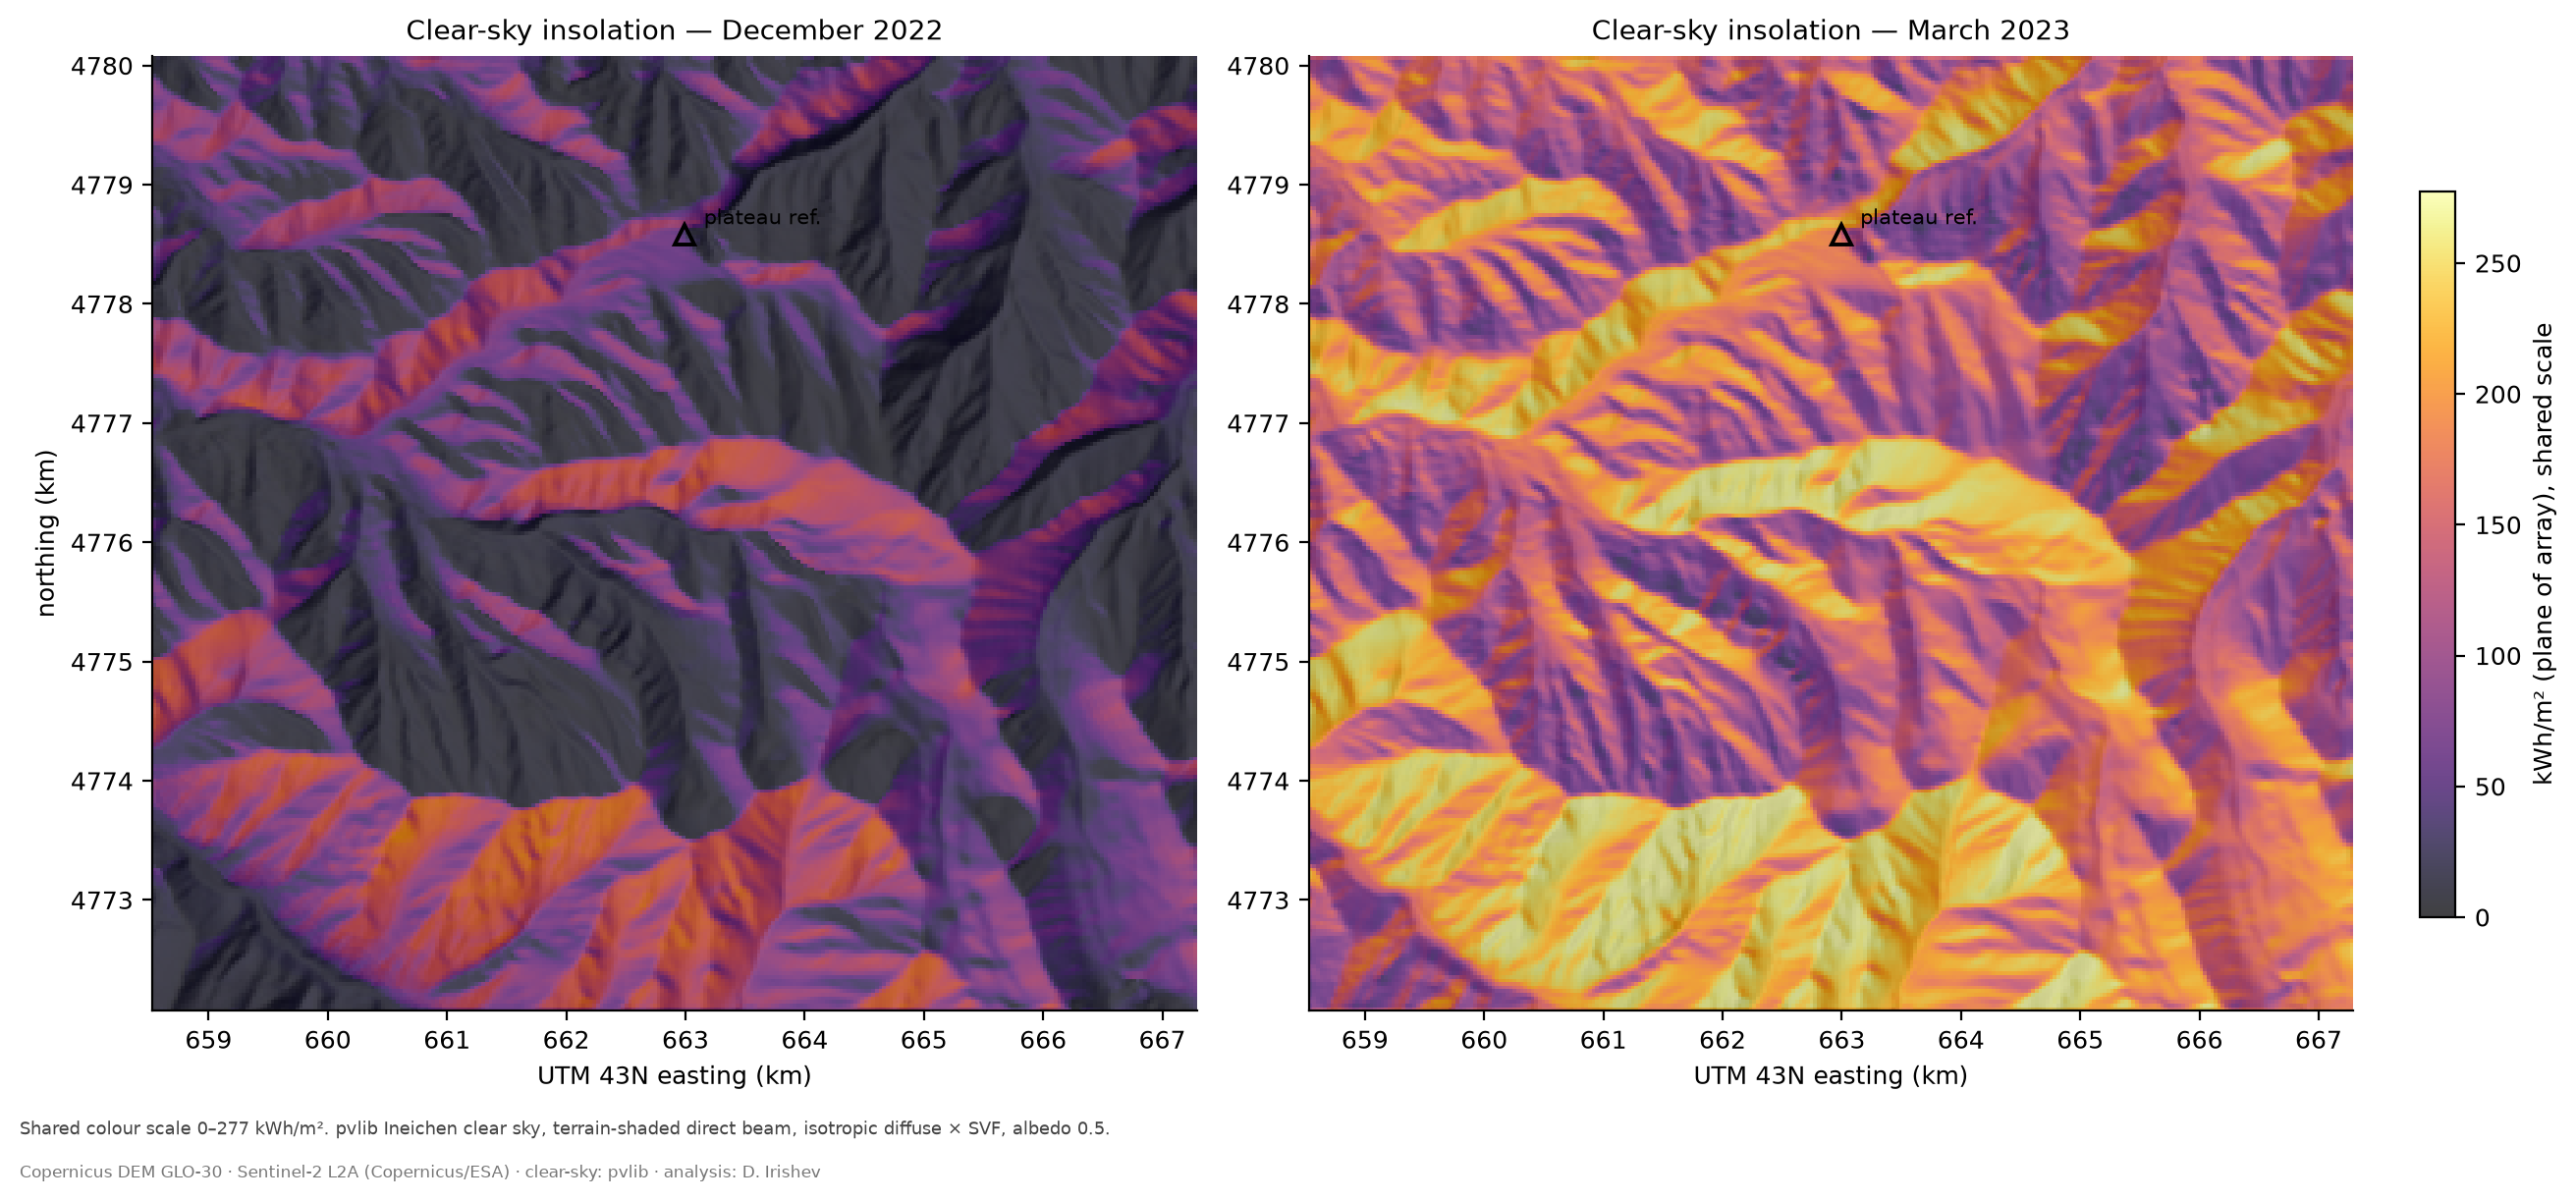 Clear-sky insolation — December 2022
Clear-sky insolation — March 2023
4780
4779
4778
4777
4776
4775
4774
4773
northing (km)
plateau ref.
659 660 661 662 663 664 665 666 667
UTM 43N easting (km)
4780
4779
4778
4777
4776
4775
4774
4773
plateau ref.
659 660 661 662 663 664 665 666 667
UTM 43N easting (km)
250
200
150
100
50
0
kWh/m² (plane of array), shared scale
Shared colour scale 0–277 kWh/m². pvlib Ineichen clear sky, terrain-shaded direct beam, isotropic diffuse × SVF, albedo 0.5.
Copernicus DEM GLO-30 · Sentinel-2 L2A (Copernicus/ESA) · clear-sky: pvlib · analysis: D. Irishev